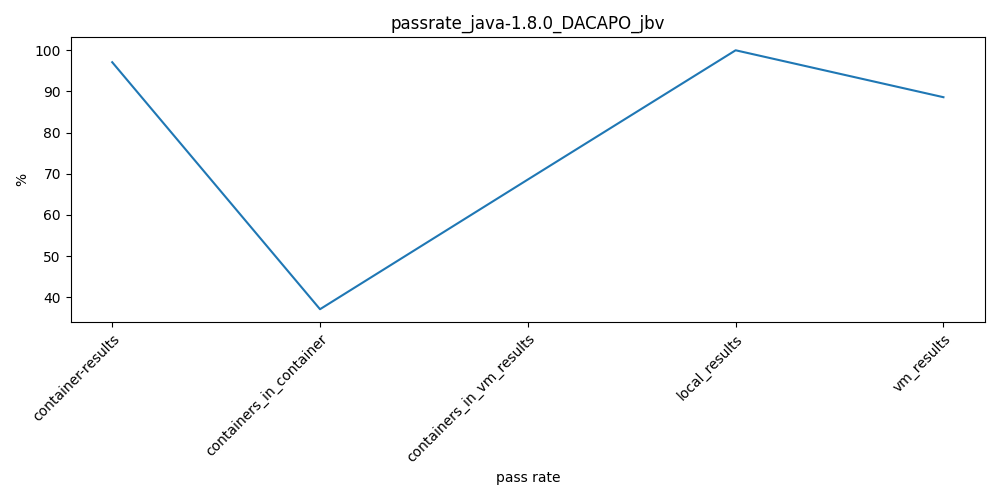 passrate_java-1.8.0_DACAPO_jbv
100
90
80
70
60
50
40
%
container-results
containers_in_container
containers_in_vm_results
local_results
vm_results
pass rate